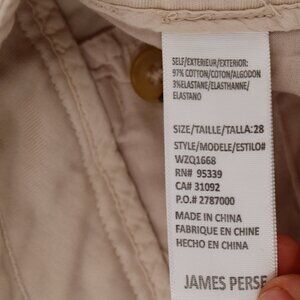 SELF/EXTERIEUR/EXTERIOR:
97% COTTON/COTON/ALGODON
3%ELASTANE/ELASTHANNE/
ELASTANO
SIZE/TAILLE/TALLA:28
STYLE/MODELE/ESTILO#
WZQ1668
RN# 95339
CA# 31092
P.O.# 2787000
MADE IN CHINA
FABRIQUE EN CHINE
HECHO EN CHINA
JAMES PERSE